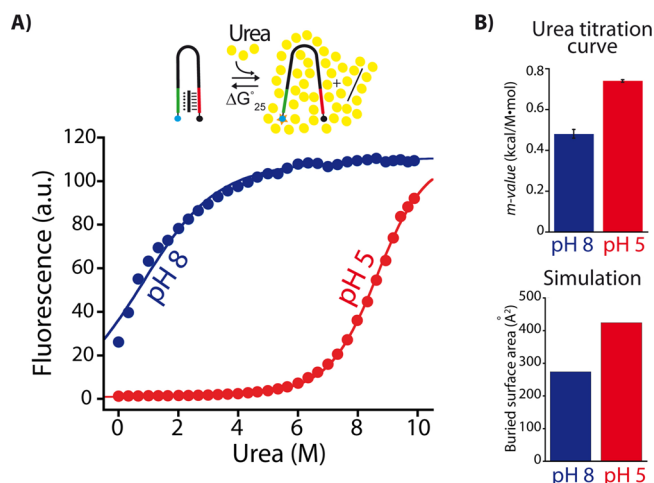 A)
Urea
ΔG°25
+
120
100
80
60
40
20
0
Fluorescence (a.u.)
pH 8
pH 5
0 2 4 6 8 10
Urea (M)
B)
Urea titration
curve
0.8
0.6
0.4
0.2
0
m-value (kcal/M•mol)
pH 8 pH 5
Simulation
500
400
300
200
100
0
Buried surface area (Å²)
pH 8 pH 5